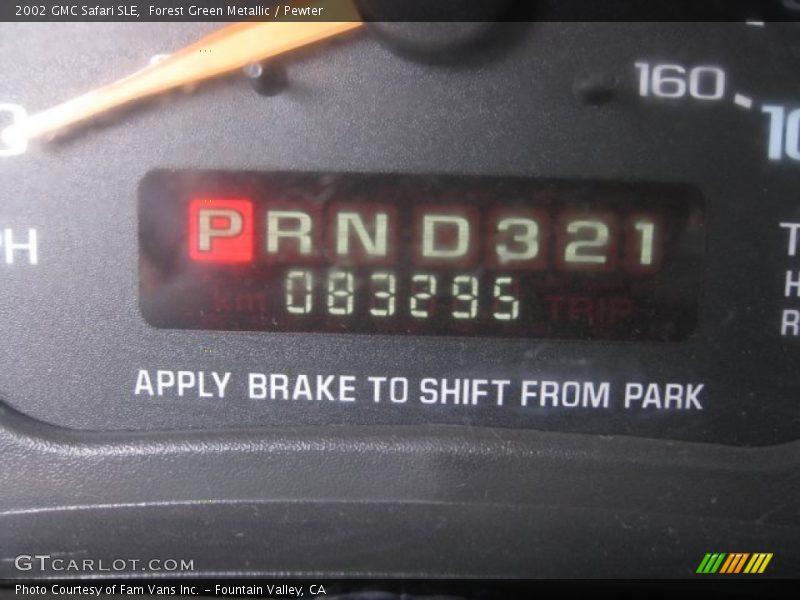 2002 GMC Safari SLE,  Forest Green Metallic / Pewter
160
PRND321
km 083295 TRIP
APPLY BRAKE TO SHIFT FROM PARK
GTCARLOT.COM
Photo Courtesy of Fam Vans Inc. – Fountain Valley, CA